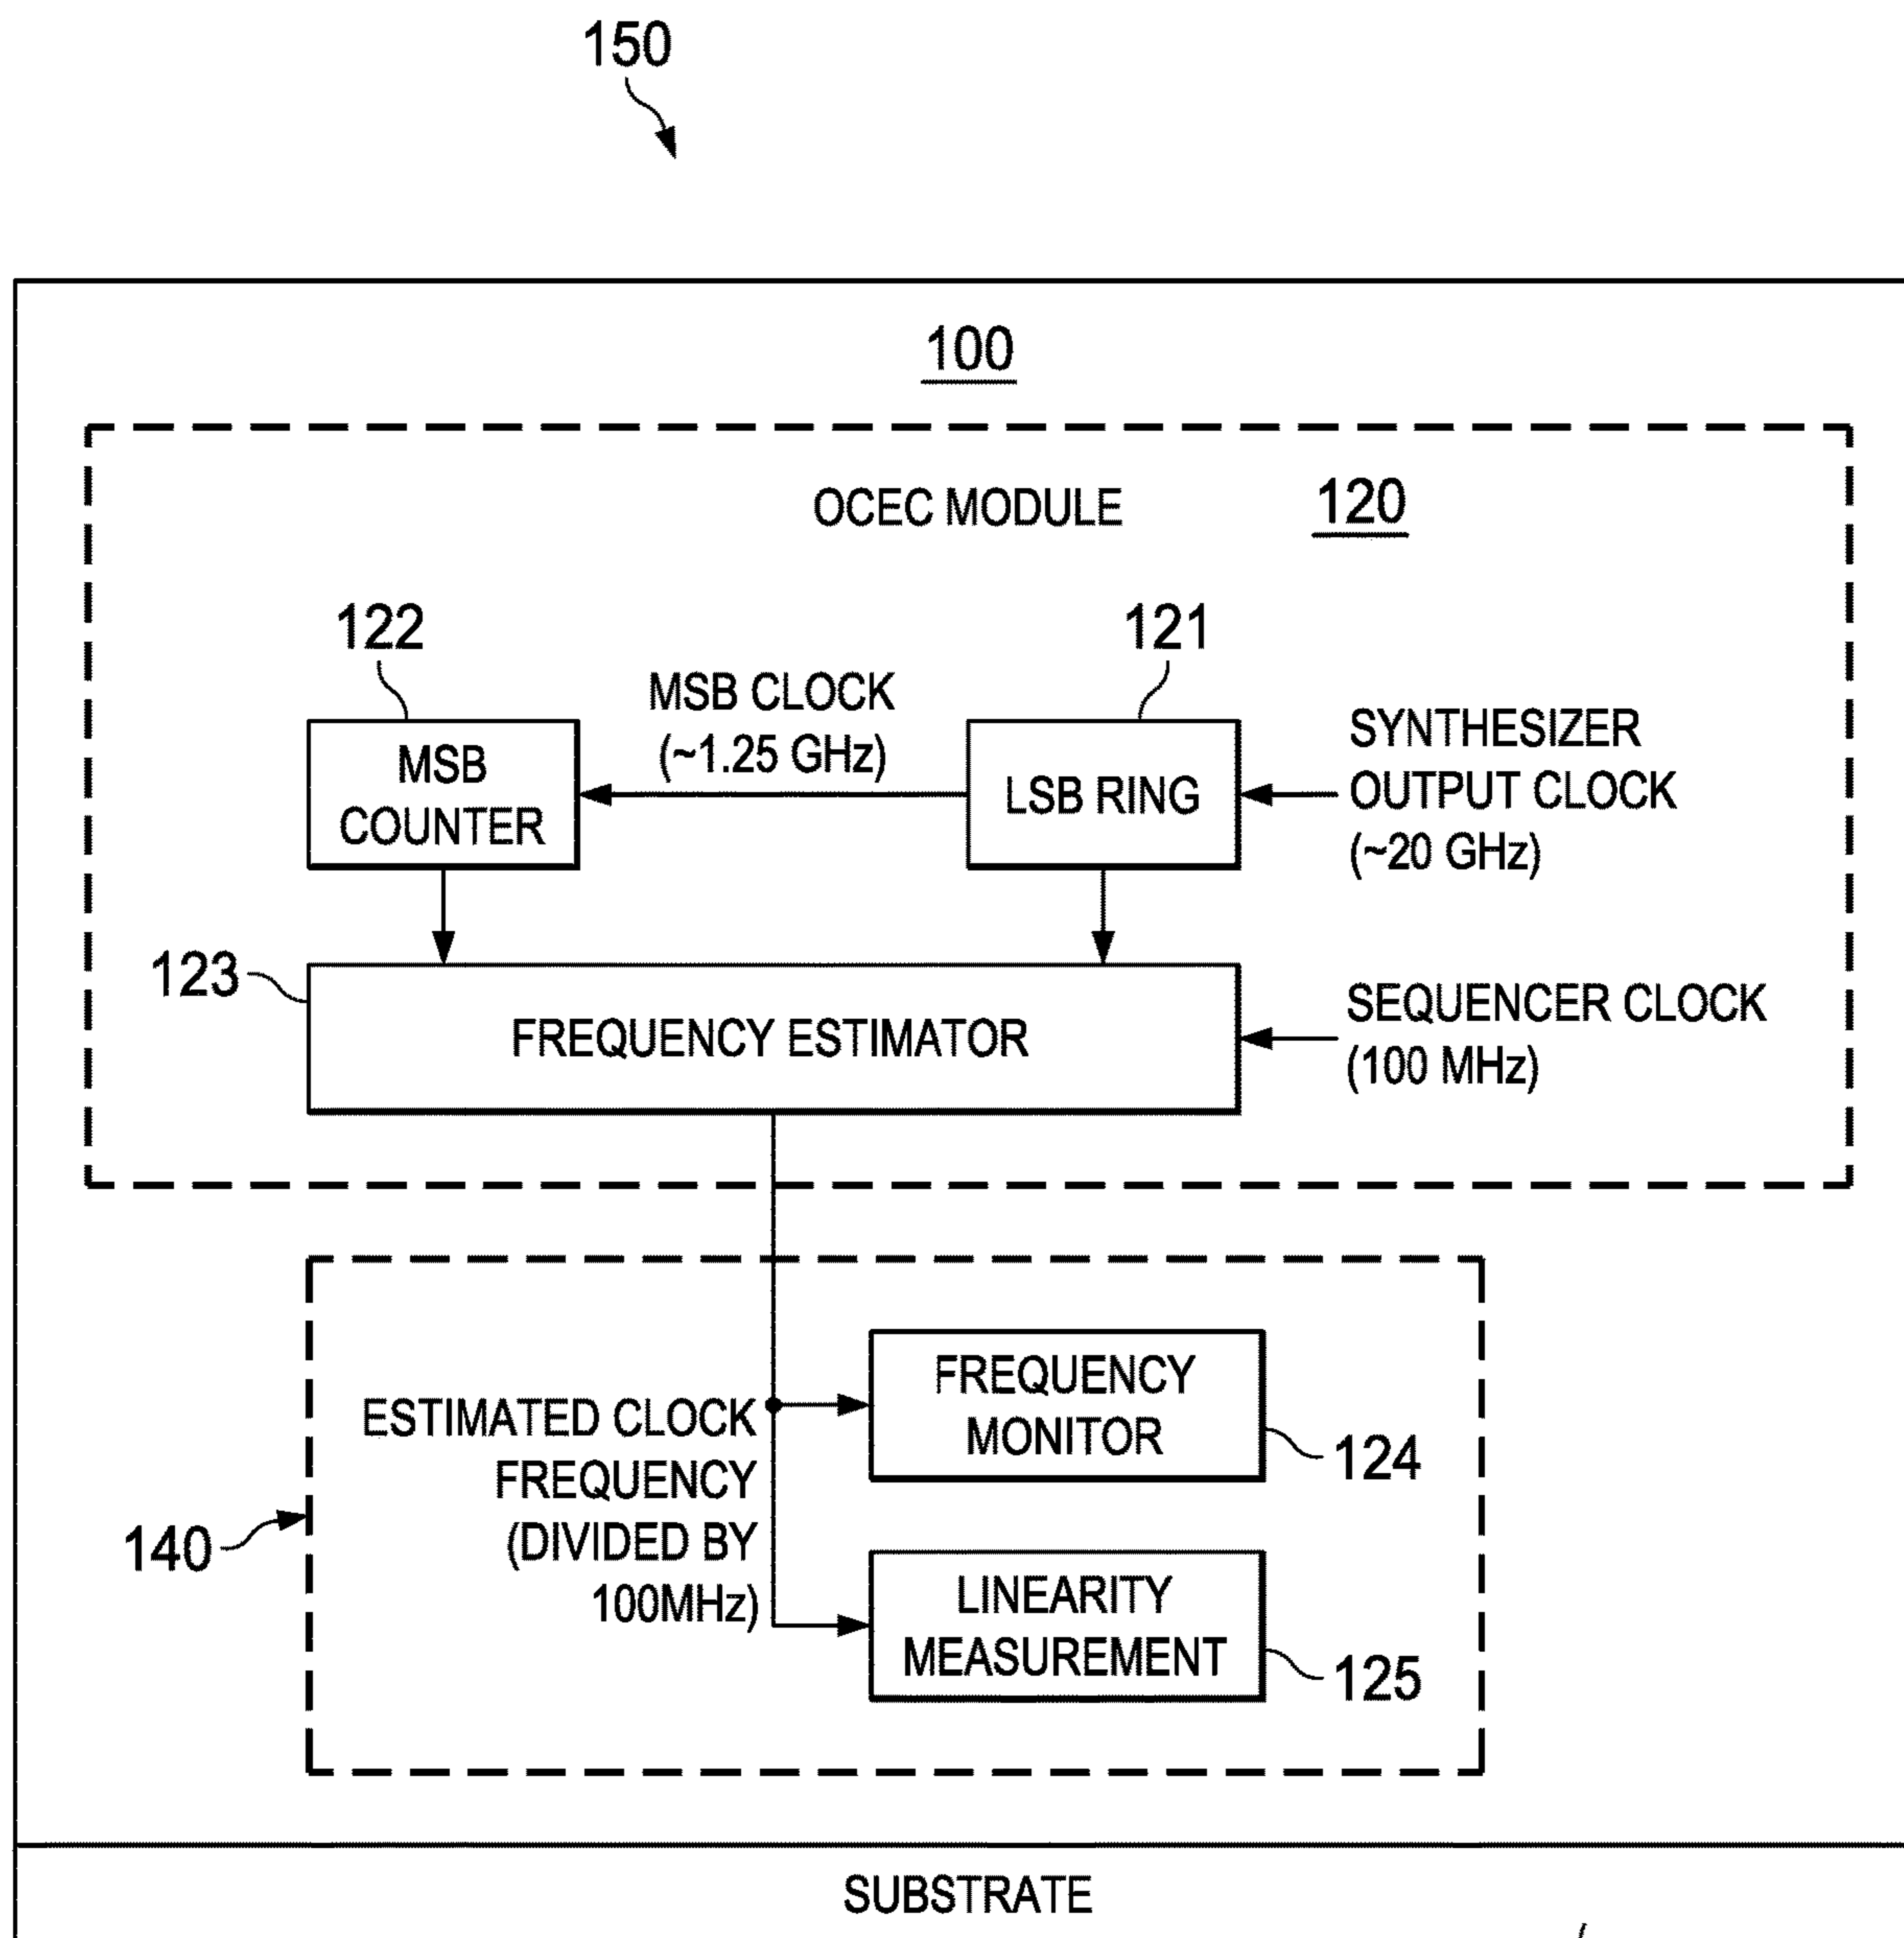 150
100
OCEC MODULE
120
122
121
MSB CLOCK
(~1.25 GHz)
MSB
COUNTER
LSB RING
SYNTHESIZER
OUTPUT CLOCK
(~20 GHz)
123
FREQUENCY ESTIMATOR
SEQUENCER CLOCK
(100 MHz)
FREQUENCY
MONITOR
124
ESTIMATED CLOCK
FREQUENCY
(DIVIDED BY
100MHz)
140
LINEARITY
MEASUREMENT
125
SUBSTRATE